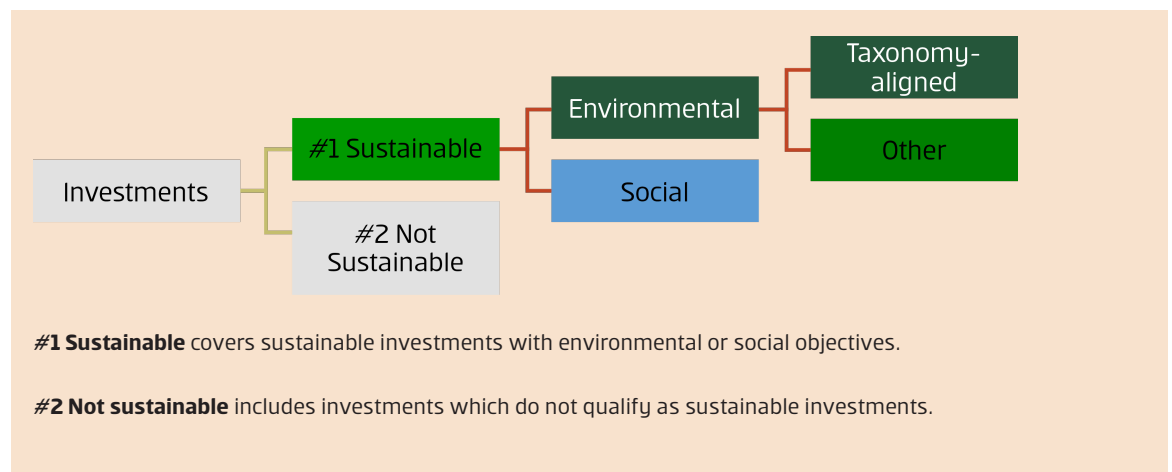 Taxonomy-
aligned
Environmental
#1 Sustainable
Other
Investments
Social
#2 Not
Sustainable
#1 Sustainable covers sustainable investments with environmental or social objectives.
#2 Not sustainable includes investments which do not qualify as sustainable investments.